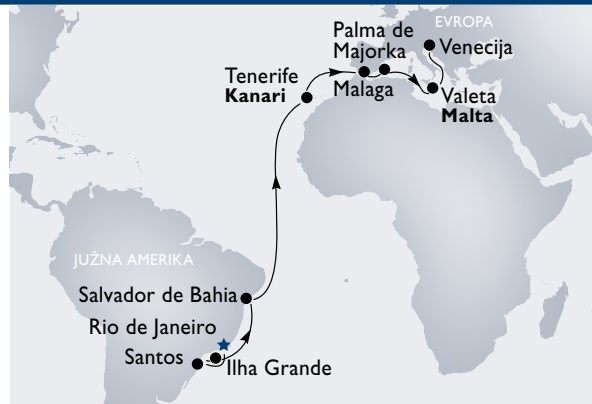 EVROPA
Palma de
Majorka
Venecija
Tenerife
Kanari
Malaga
Valeta
Malta
JUŽNA AMERIKA
Salvador de Bahia
Rio de Janeiro
Santos
Ilha Grande